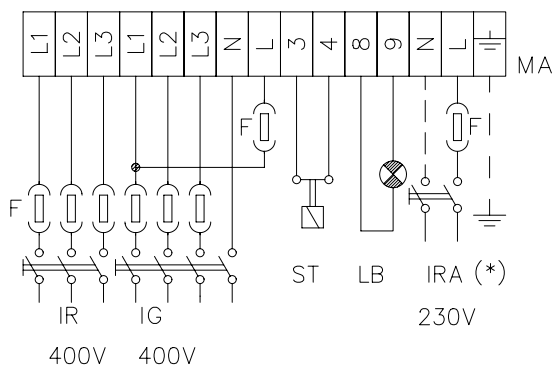 L1 L2 L3 L1 L2 L3 N L 3 4 8 9 N L
MA
F
F
F
ST LB IRA (*)
230V
IR IG
400V 400V